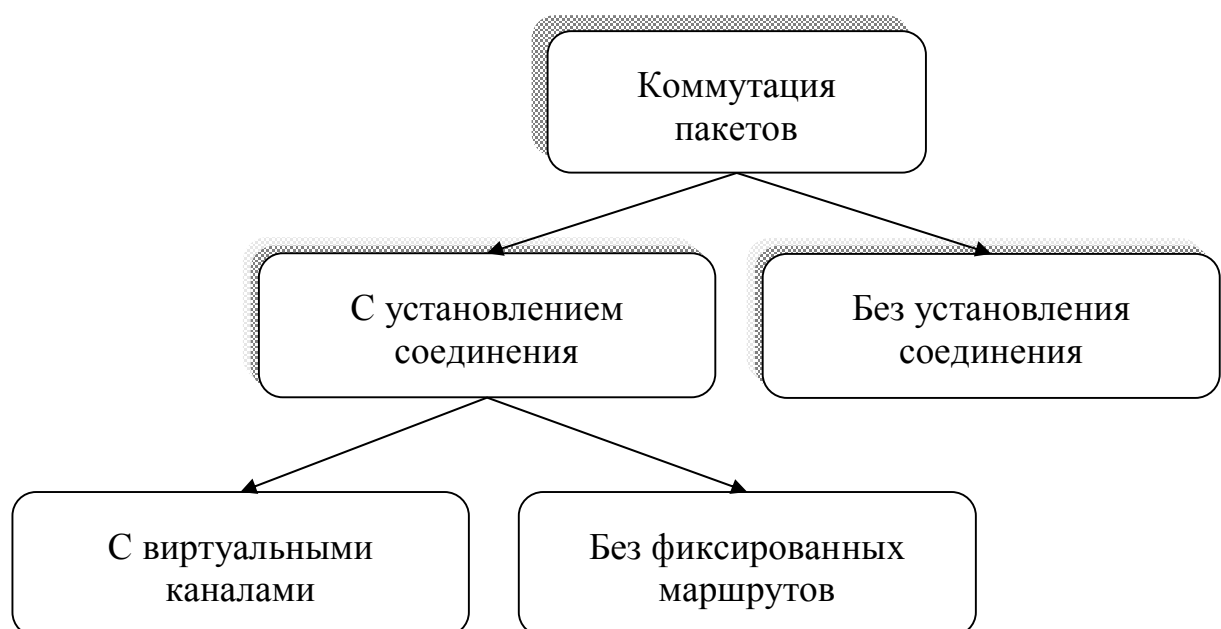 Коммутация
пакетов
С установлением
соединения
Без установления
соединения
С виртуальными
каналами
Без фиксированных
маршрутов